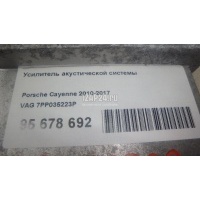 Усилитель акустической системы
Porsche Cayenne 2010-2017
VAG 7PP035223P
95 678 692